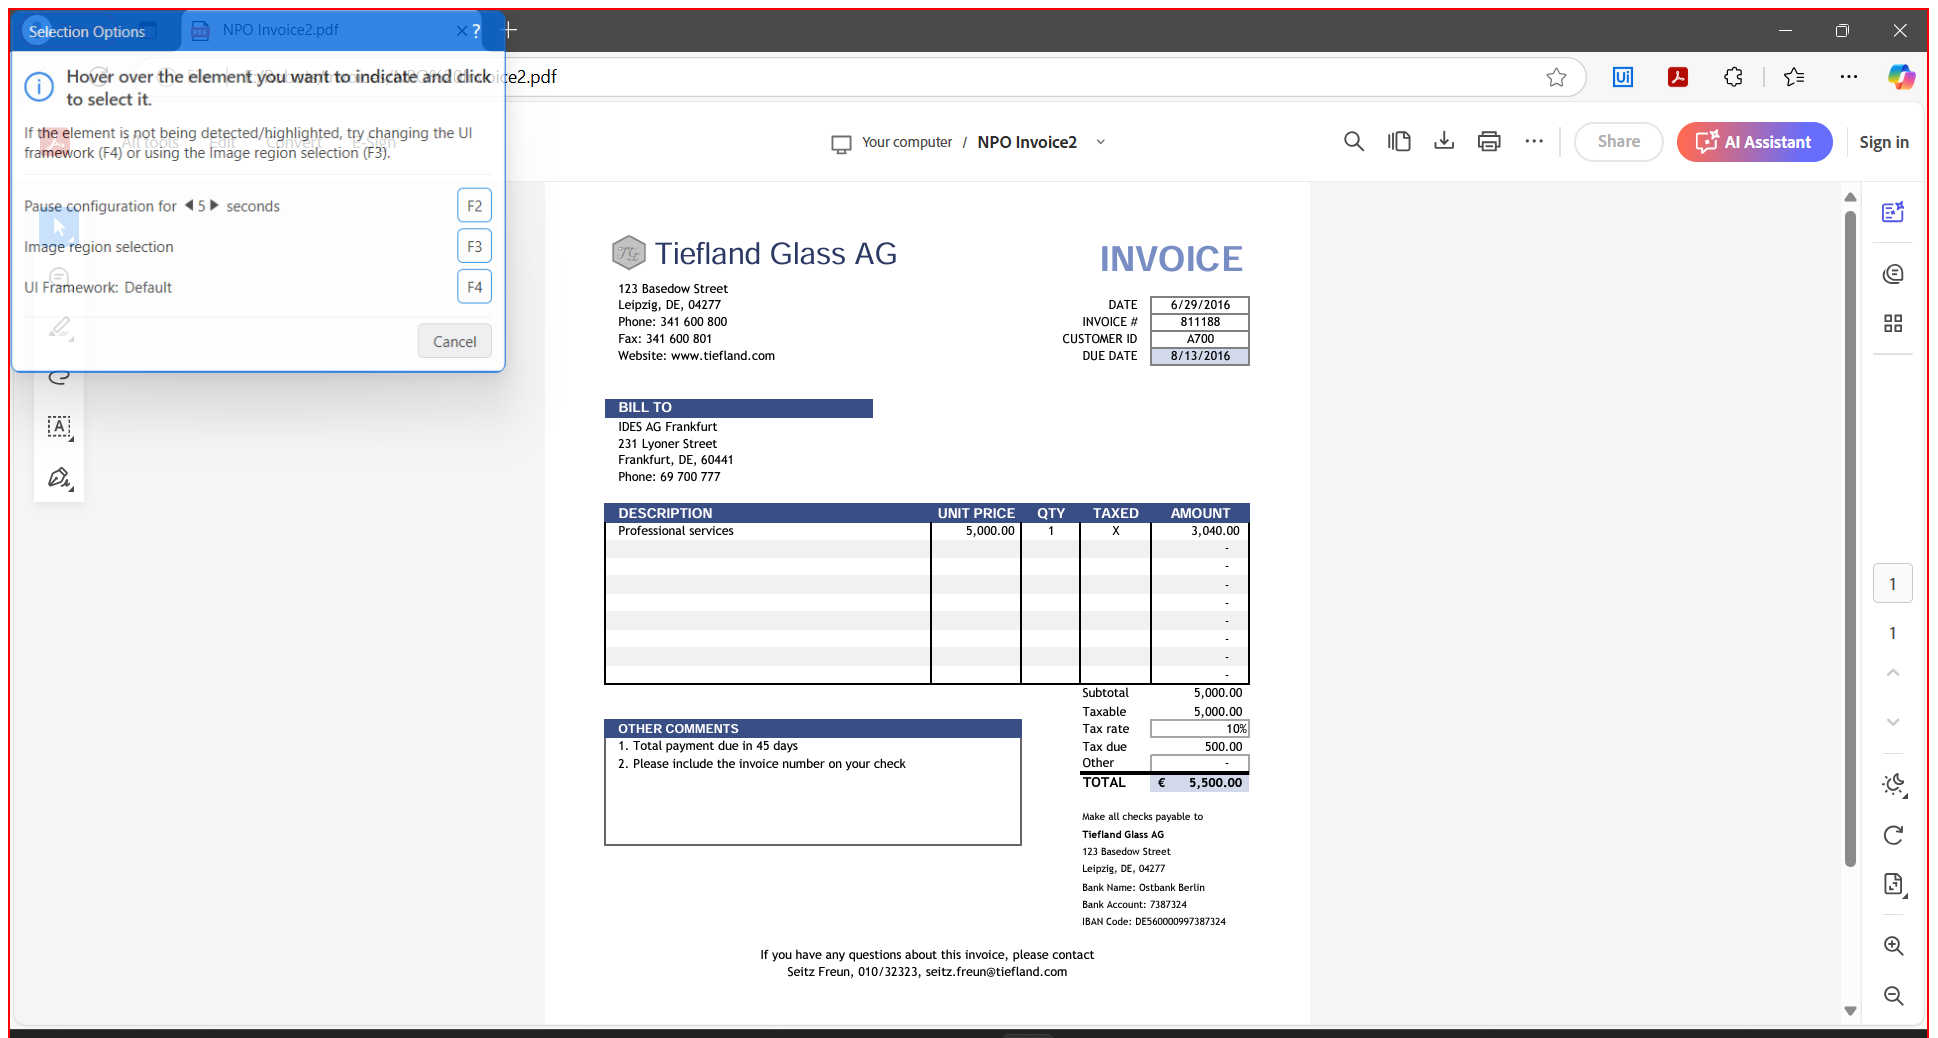 Selection Options
NPO Invoice2.pdf
?
Hover over the element you want to indicate and click
to select it.
ice2.pdf
If the element is not being detected/highlighted, try changing the UI
framework (F4) or using the Image region selection (F3).
All tools Edit Convert E-Sign
Pause configuration for 5 seconds F2
Image region selection F3
UI Framework: Default F4
Cancel
Ui
Your computer / NPO Invoice2
Share
AI Assistant
Sign in
TG Tiefland Glass AG
INVOICE
123 Basedow Street
Leipzig, DE, 04277
Phone: 341 600 800
Fax: 341 600 801
Website: www.tiefland.com
DATE 6/29/2016
INVOICE # 811188
CUSTOMER ID A700
DUE DATE 8/13/2016
BILL TO
IDES AG Frankfurt
231 Lyoner Street
Frankfurt, DE, 60441
Phone: 69 700 777
DESCRIPTION UNIT PRICE QTY TAXED AMOUNT
Professional services 5,000.00 1 X 3,040.00
-
-
-
-
-
-
-
-
Subtotal 5,000.00
Taxable 5,000.00
Tax rate 10%
Tax due 500.00
Other -
TOTAL € 5,500.00
OTHER COMMENTS
1. Total payment due in 45 days
2. Please include the invoice number on your check
Make all checks payable to
Tiefland Glass AG
123 Basedow Street
Leipzig, DE, 04277
Bank Name: Ostbank Berlin
Bank Account: 7387324
IBAN Code: DE560000997387324
If you have any questions about this invoice, please contact
Seitz Freun, 010/32323, seitz.freun@tiefland.com
1
1